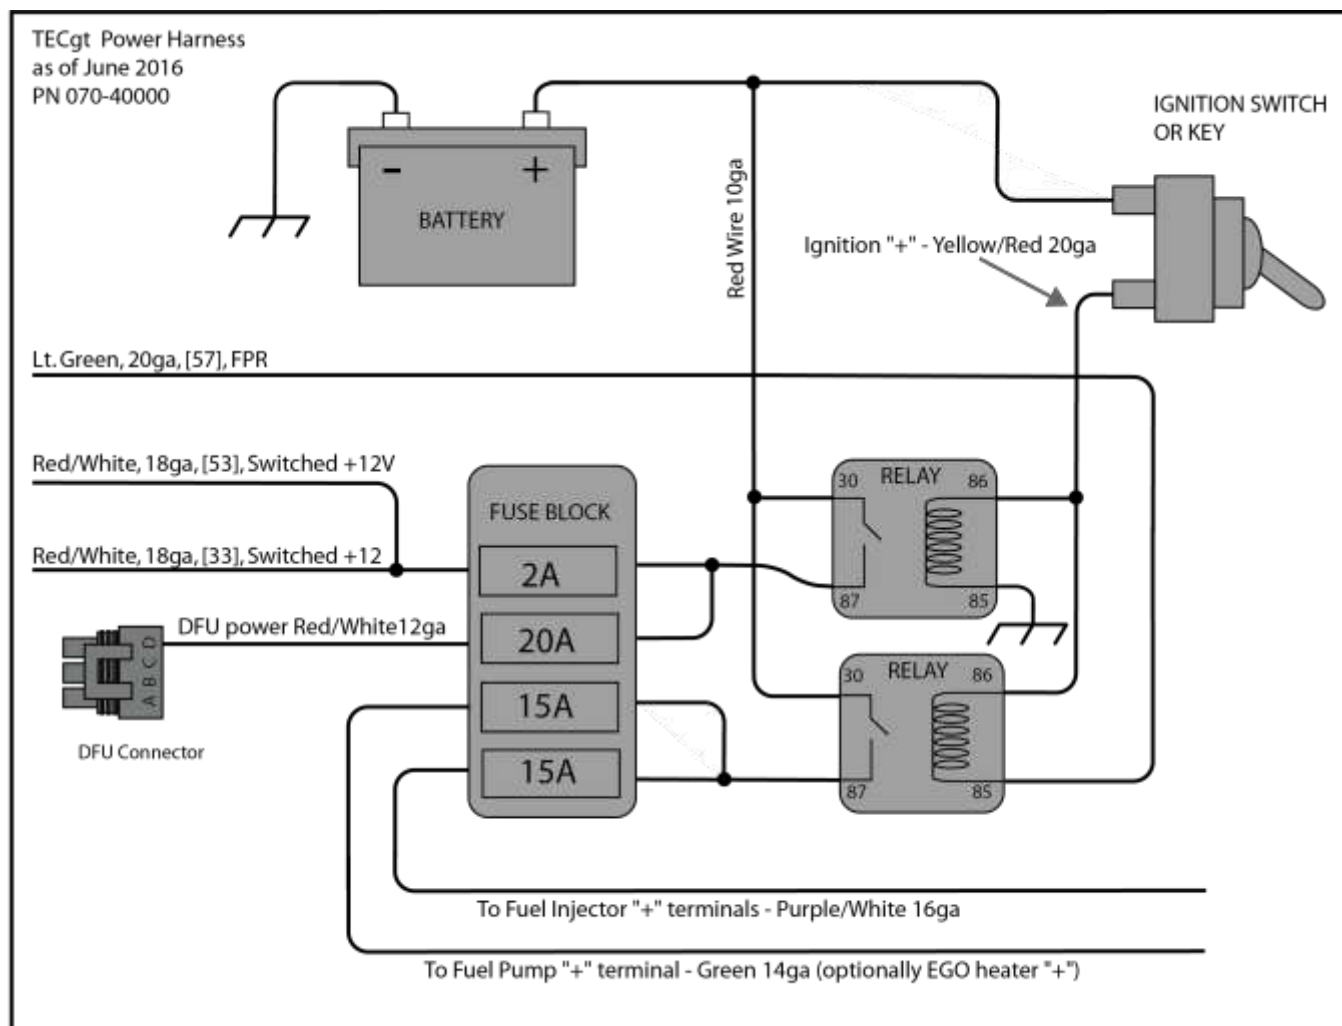 TECgt Power Harness
as of June 2016
PN 070-40000
IGNITION SWITCH
OR KEY
- +
BATTERY
Red Wire 10ga
Ignition "+" - Yellow/Red 20ga
Lt. Green, 20ga, [57], FPR
Red/White, 18ga, [53], Switched +12V
Red/White, 18ga, [33], Switched +12
FUSE BLOCK
2A
20A
15A
15A
30 RELAY 86
87 85
DFU power Red/White12ga
A B C D
DFU Connector
30 RELAY 86
87 85
To Fuel Injector "+" terminals - Purple/White 16ga
To Fuel Pump "+" terminal - Green 14ga (optionally EGO heater "+")